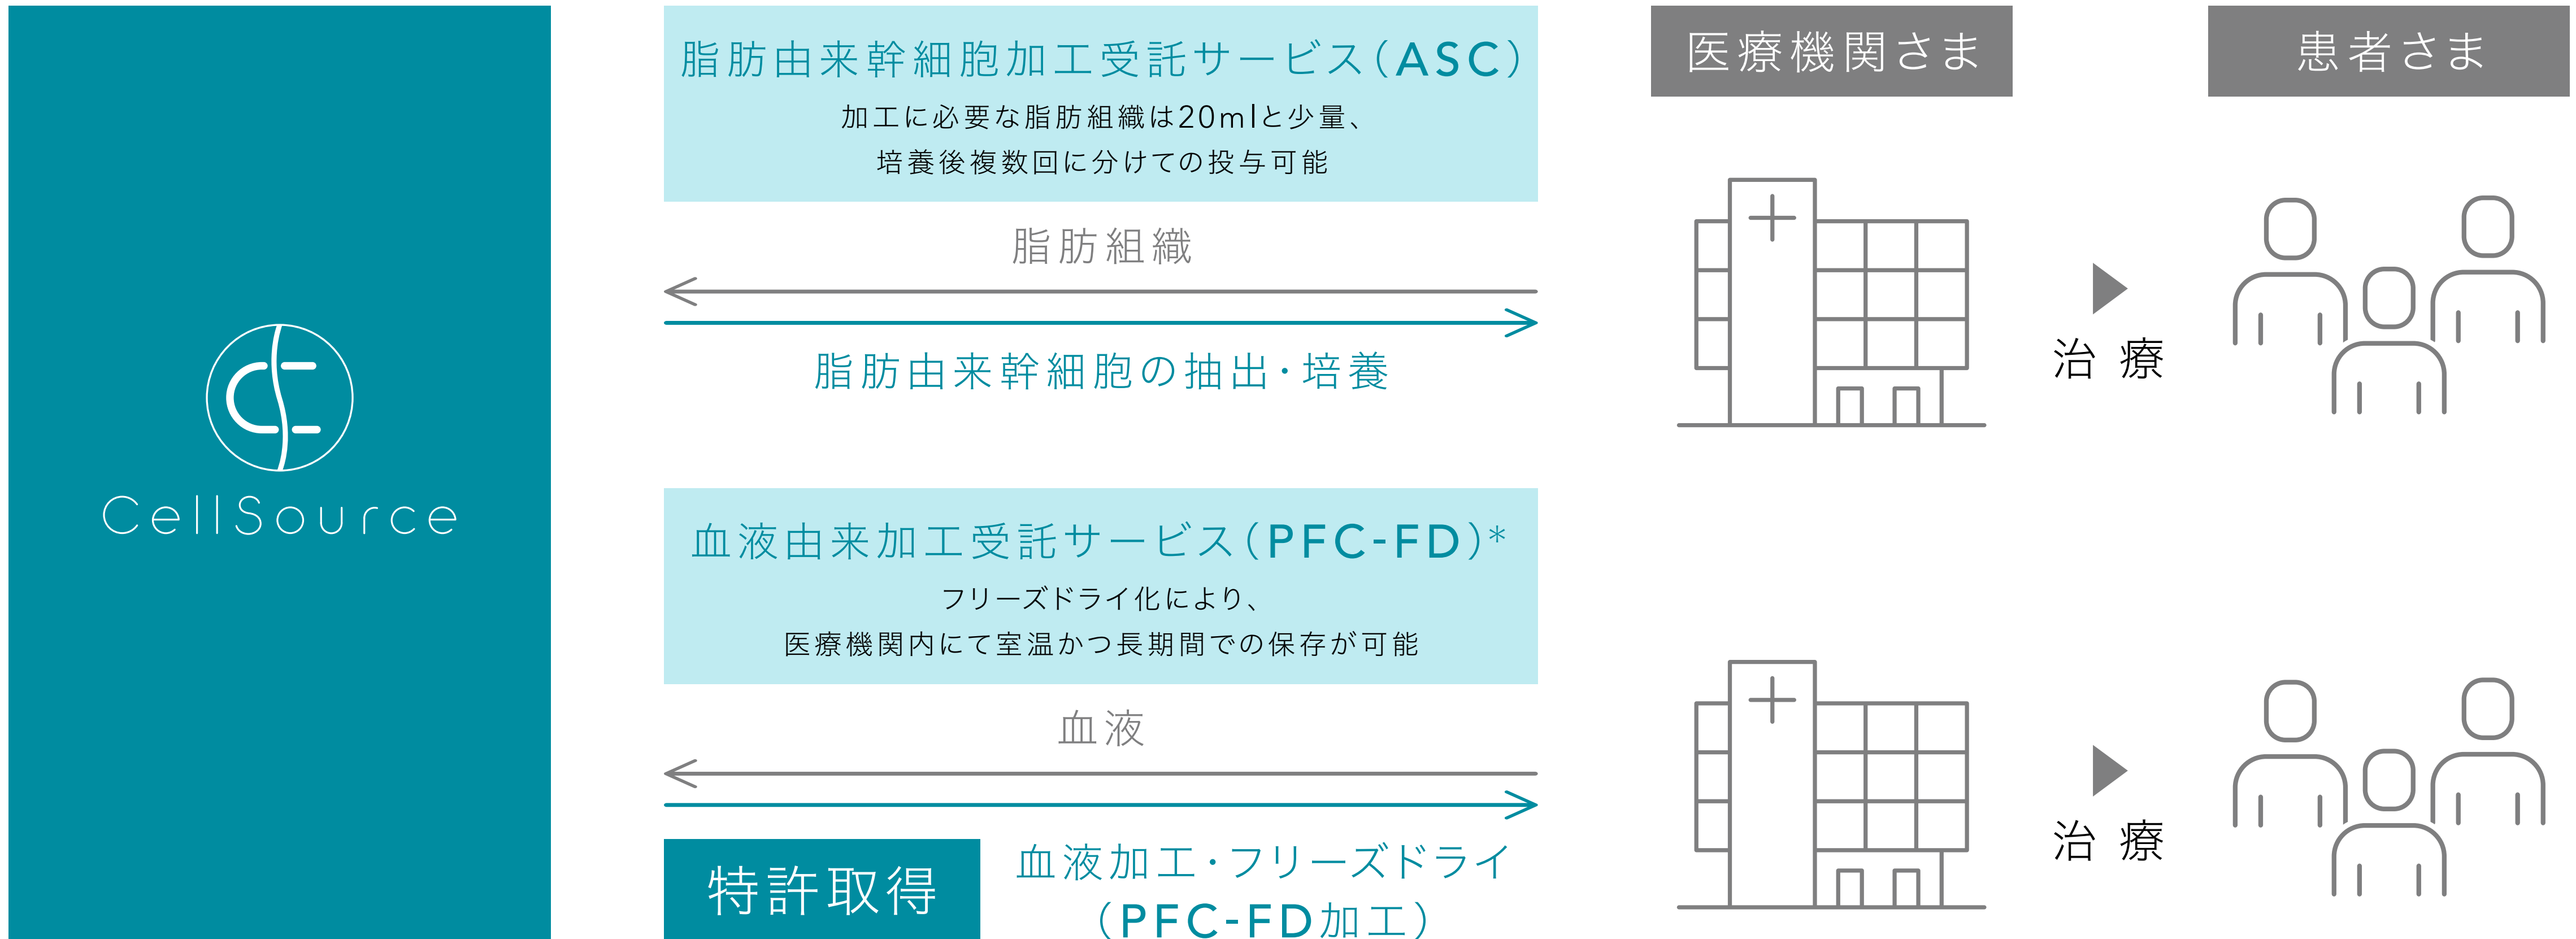 CellSource
脂肪由来幹細胞加工受託サービス(ASC)
加工に必要な脂肪組織は20mlと少量、
培養後複数回に分けての投与可能
脂肪組織
脂肪由来幹細胞の抽出・培養
医療機関さま
患者さま
治療
血液由来加工受託サービス(PFC-FD)*
フリーズドライ化により、
医療機関内にて室温かつ長期間での保存が可能
血液
特許取得
血液加工・フリーズドライ
(PFC-FD加工)
治療